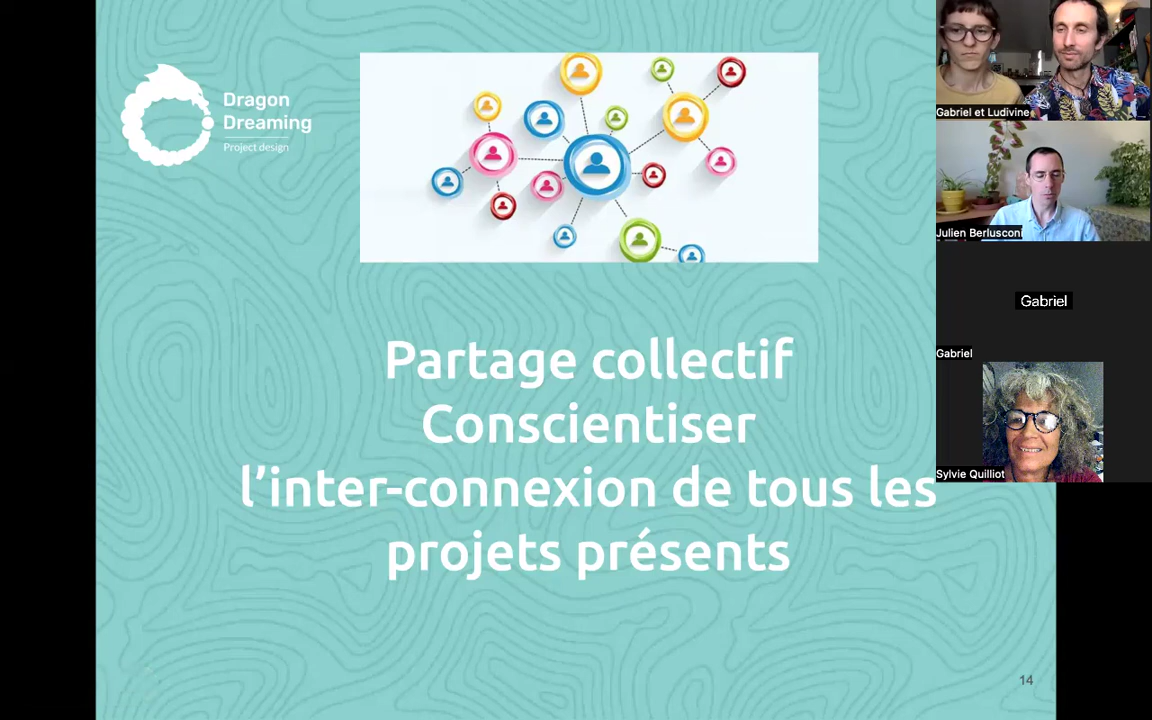 Dragon
Dreaming
Project design
Partage collectif
Conscientiser
l’inter-connexion de tous les
projets présents
14
Gabriel et Ludivine
Julien Berlusconi
Gabriel
Gabriel
Sylvie Quilliot